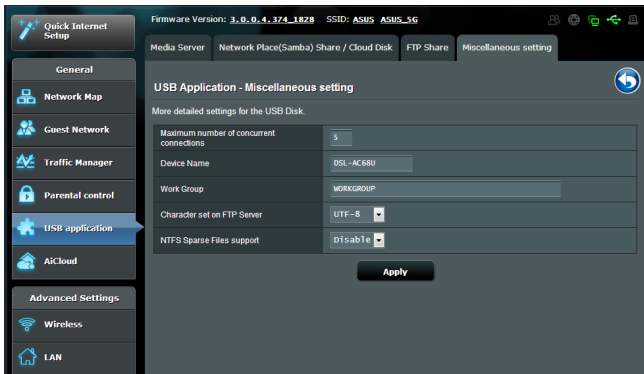 Quick Internet
Setup
Firmware Version: 3.0.0.4.374_1828 SSID: ASUS ASUS_5G
Media Server
Network Place(Samba) Share / Cloud Disk
FTP Share
Miscellaneous setting
General
Network Map
Guest Network
Traffic Manager
Parental control
USB application
AiCloud
Advanced Settings
Wireless
LAN
USB Application - Miscellaneous
setting
More detailed settings for the USB Disk.
Maximum number of concurrent
connections
5
Device Name
DSL-AC68U
Work Group
WORKGROUP
Character set on FTP Server
UTF-8
NTFS Sparse Files support
Disable
Apply